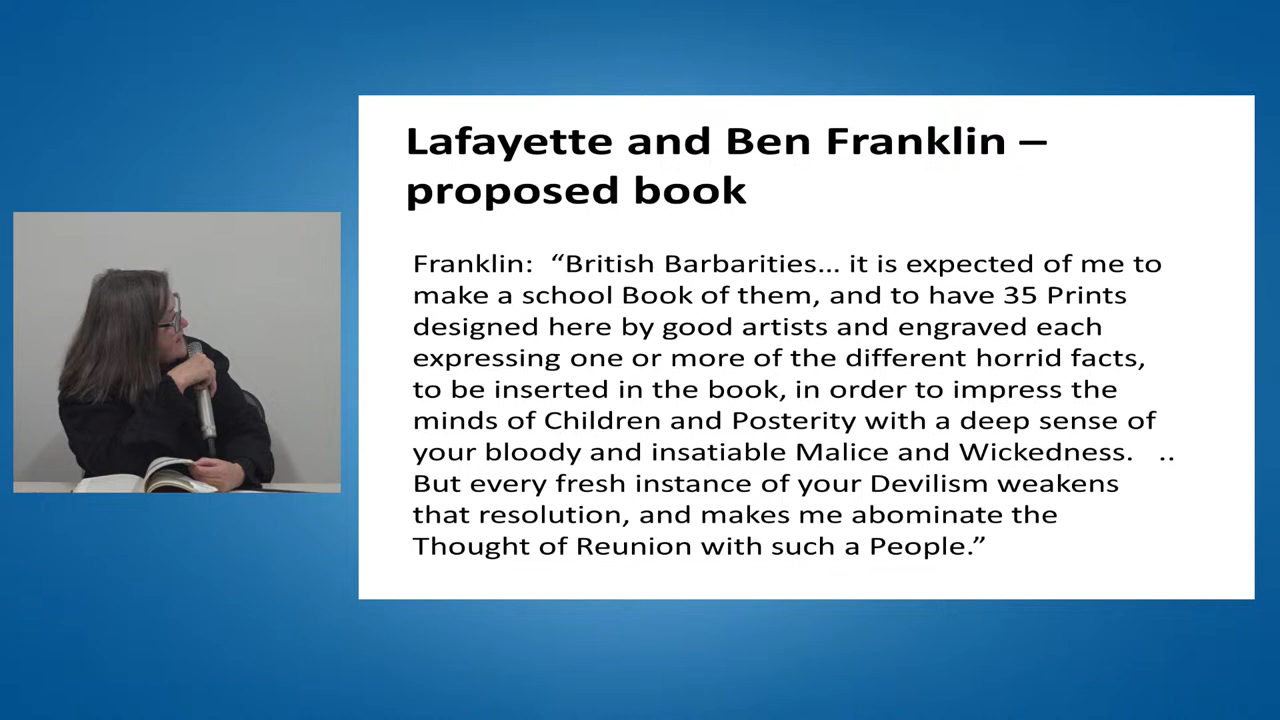 Lafayette and Ben Franklin –
proposed book
Franklin:  “British Barbarities... it is expected of me to
make a school Book of them, and to have 35 Prints
designed here by good artists and engraved each
expressing one or more of the different horrid facts,
to be inserted in the book, in order to impress the
minds of Children and Posterity with a deep sense of
your bloody and insatiable Malice and Wickedness.   ..
But every fresh instance of your Devilism weakens
that resolution, and makes me abominate the
Thought of Reunion with such a People.”